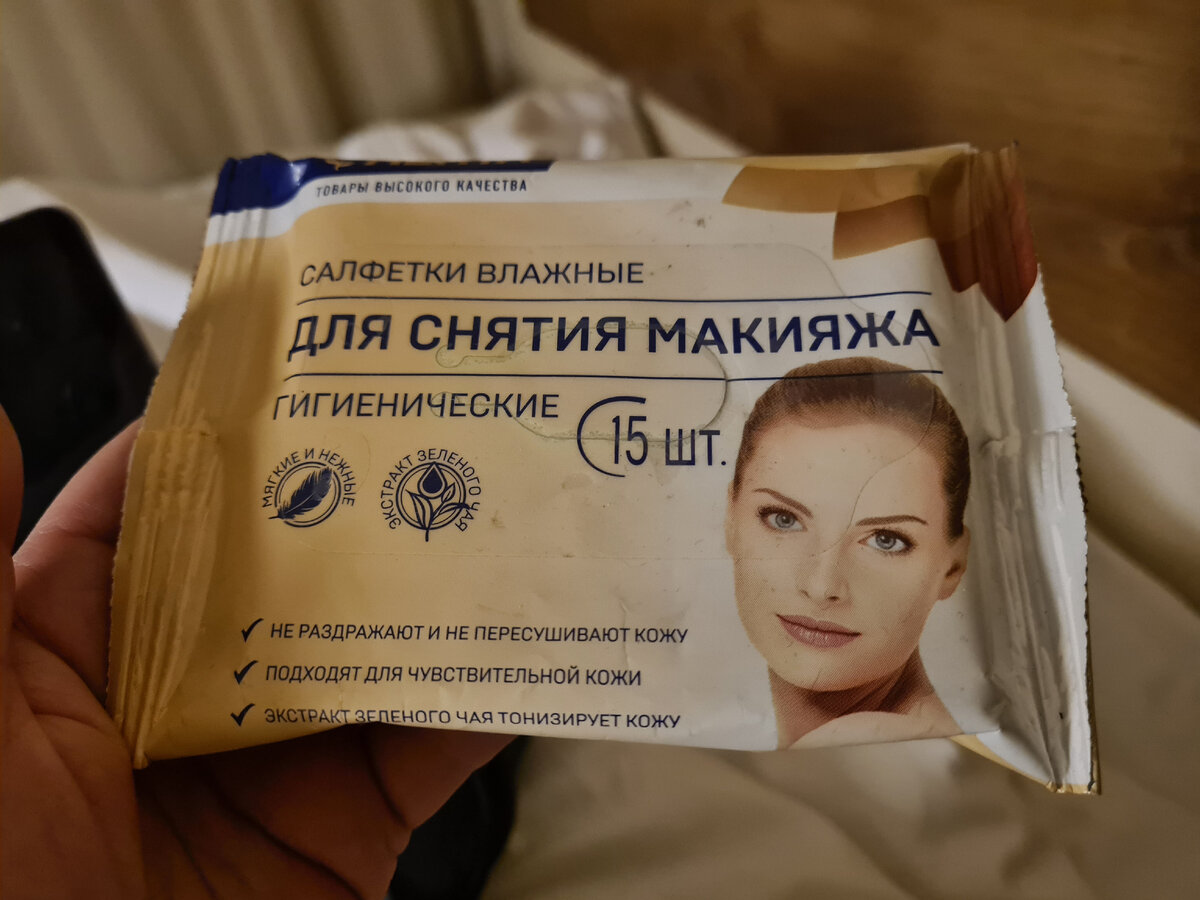 ТОВАРЫ ВЫСОКОГО КАЧЕСТВА
САЛФЕТКИ ВЛАЖНЫЕ
ДЛЯ СНЯТИЯ МАКИЯЖА
ГИГИЕНИЧЕСКИЕ
15 ШТ.
МЯГКИЕ И НЕЖНЫЕ
ЭКСТРАКТ ЗЕЛЕНОГО ЧАЯ
НЕ РАЗДРАЖАЮТ И НЕ ПЕРЕСУШИВАЮТ КОЖУ
ПОДХОДЯТ ДЛЯ ЧУВСТВИТЕЛЬНОЙ КОЖИ
ЭКСТРАКТ ЗЕЛЕНОГО ЧАЯ ТОНИЗИРУЕТ КОЖУ